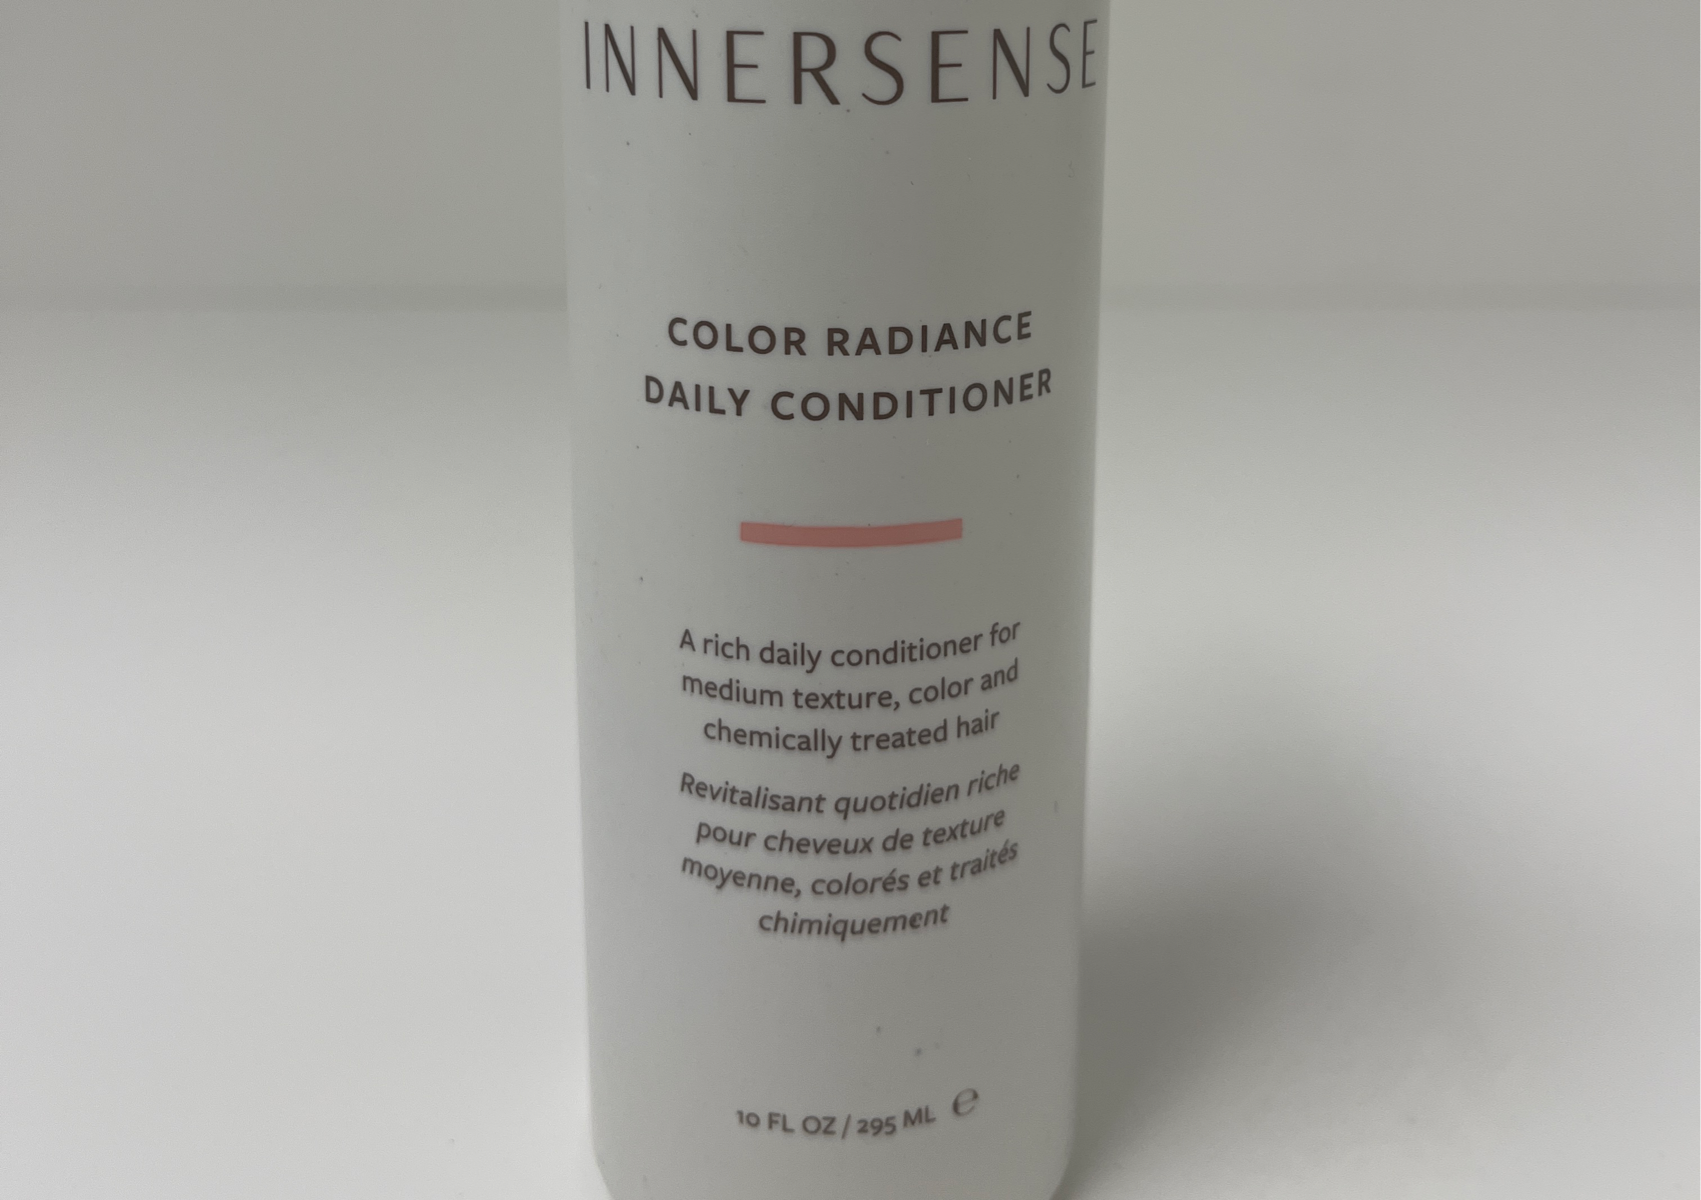 INNERSENSE
COLOR RADIANCE
DAILY CONDITIONER
A rich daily conditioner for
medium texture, color and
chemically treated hair
Revitalisant quotidien riche
pour cheveux de texture
moyenne, colorés et traités
chimiquement
10 FL OZ / 295 ML ℮